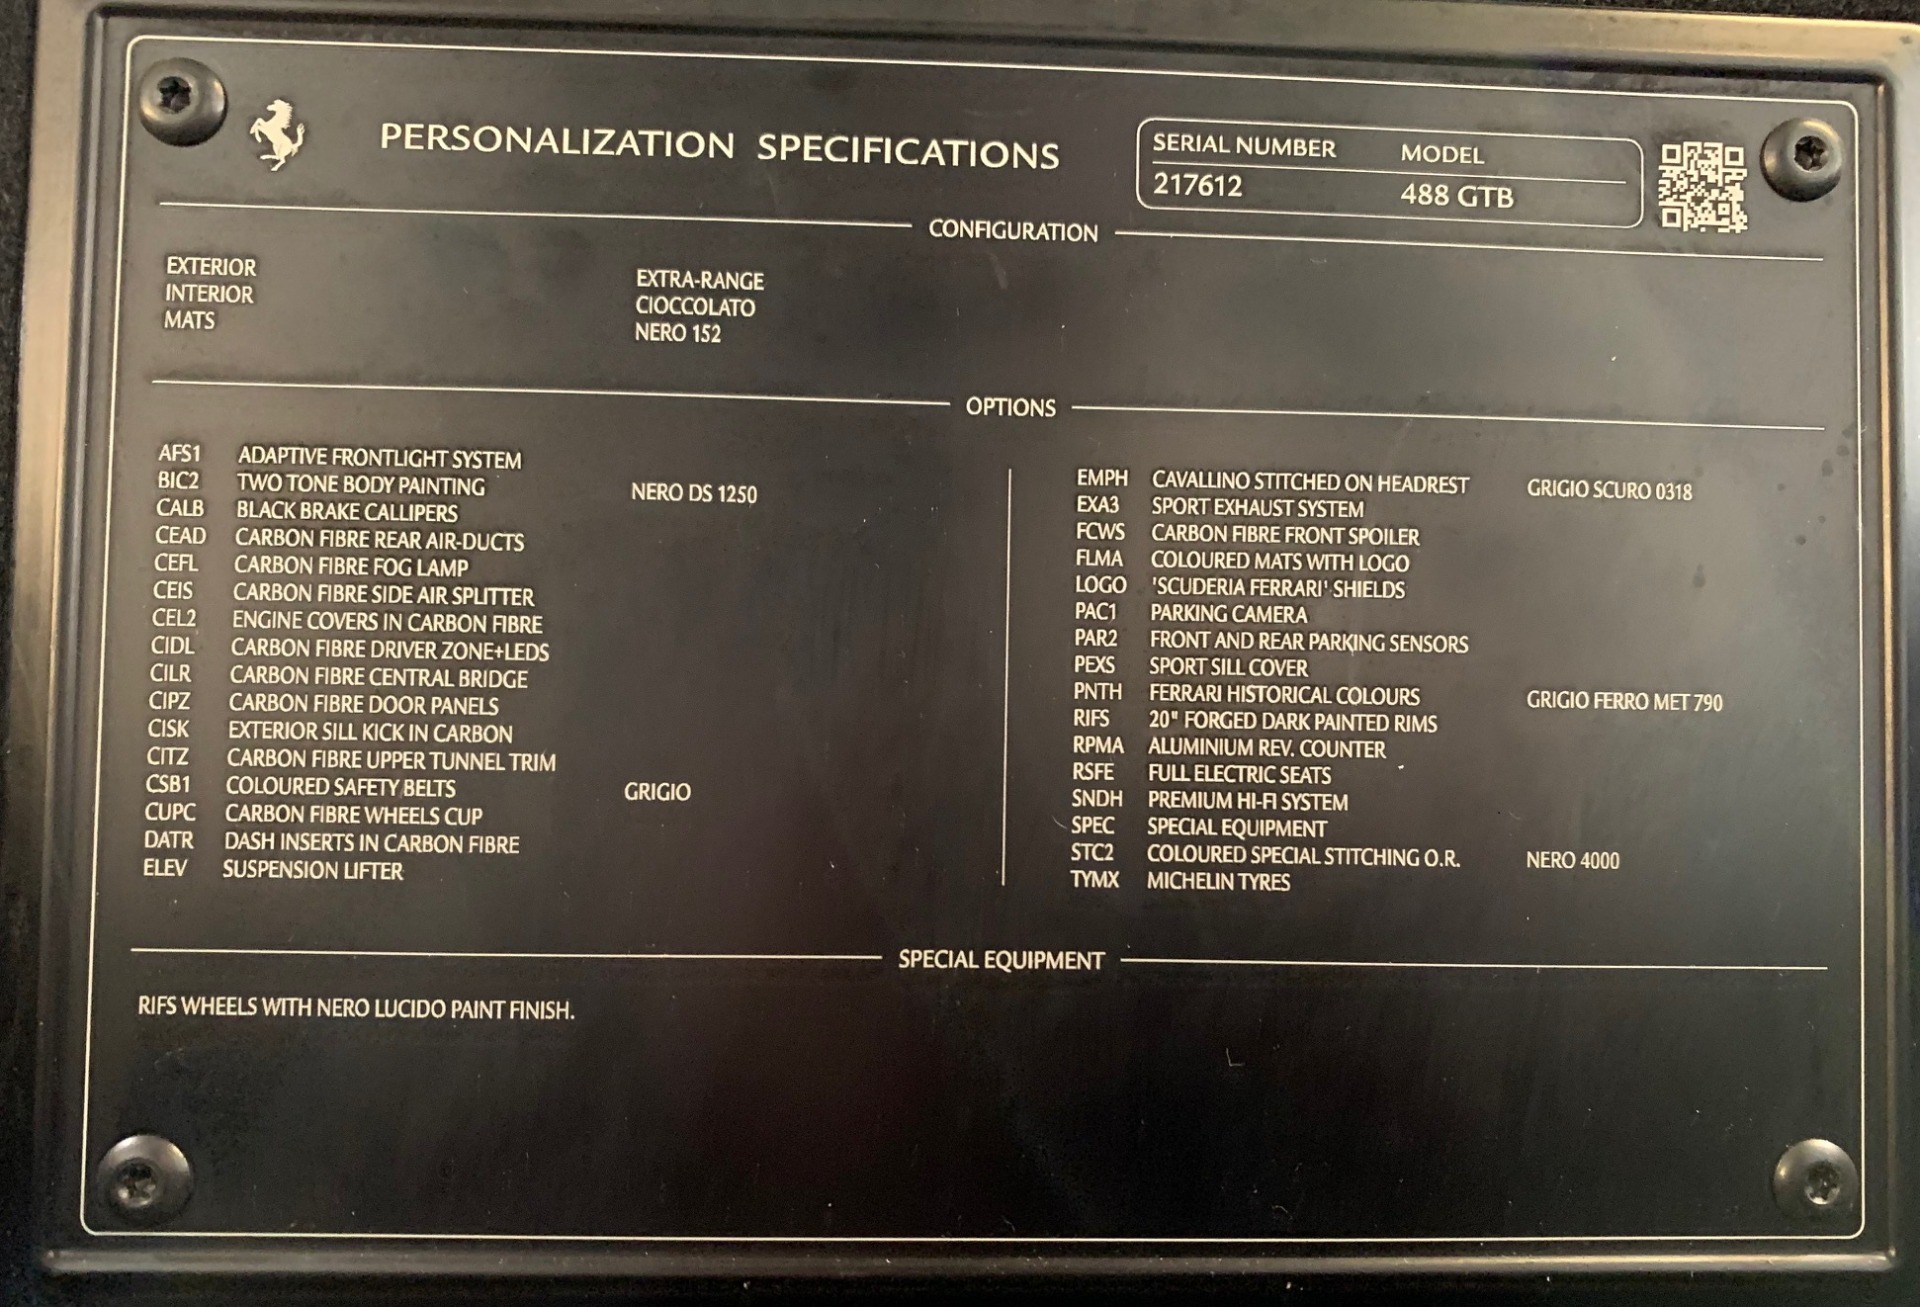 PERSONALIZATION SPECIFICATIONS
SERIAL NUMBER MODEL
217612 488 GTB
CONFIGURATION
EXTERIOR EXTRA-RANGE
INTERIOR CIOCCOLATO
MATS NERO 152
OPTIONS
AFS1 ADAPTIVE FRONTLIGHT SYSTEM
BIC2 TWO TONE BODY PAINTING NERO DS 1250
CALB BLACK BRAKE CALLIPERS
CEAD CARBON FIBRE REAR AIR-DUCTS
CEFL CARBON FIBRE FOG LAMP
CEIS CARBON FIBRE SIDE AIR SPLITTER
CEL2 ENGINE COVERS IN CARBON FIBRE
CIDL CARBON FIBRE DRIVER ZONE+LEDS
CILR CARBON FIBRE CENTRAL BRIDGE
CIPZ CARBON FIBRE DOOR PANELS
CISK EXTERIOR SILL KICK IN CARBON
CITZ CARBON FIBRE UPPER TUNNEL TRIM
CSB1 COLOURED SAFETY BELTS GRIGIO
CUPC CARBON FIBRE WHEELS CUP
DATR DASH INSERTS IN CARBON FIBRE
ELEV SUSPENSION LIFTER
EMPH CAVALLINO STITCHED ON HEADREST GRIGIO SCURO 0318
EXA3 SPORT EXHAUST SYSTEM
FCWS CARBON FIBRE FRONT SPOILER
FLMA COLOURED MATS WITH LOGO
LOGO 'SCUDERIA FERRARI' SHIELDS
PAC1 PARKING CAMERA
PAR2 FRONT AND REAR PARKING SENSORS
PEXS SPORT SILL COVER
PNTH FERRARI HISTORICAL COLOURS GRIGIO FERRO MET 790
RIFS 20" FORGED DARK PAINTED RIMS
RPMA ALUMINIUM REV. COUNTER
RSFE FULL ELECTRIC SEATS
SNDH PREMIUM HI-FI SYSTEM
SPEC SPECIAL EQUIPMENT
STC2 COLOURED SPECIAL STITCHING O.R. NERO 4000
TYMX MICHELIN TYRES
SPECIAL EQUIPMENT
RIFS WHEELS WITH NERO LUCIDO PAINT FINISH.